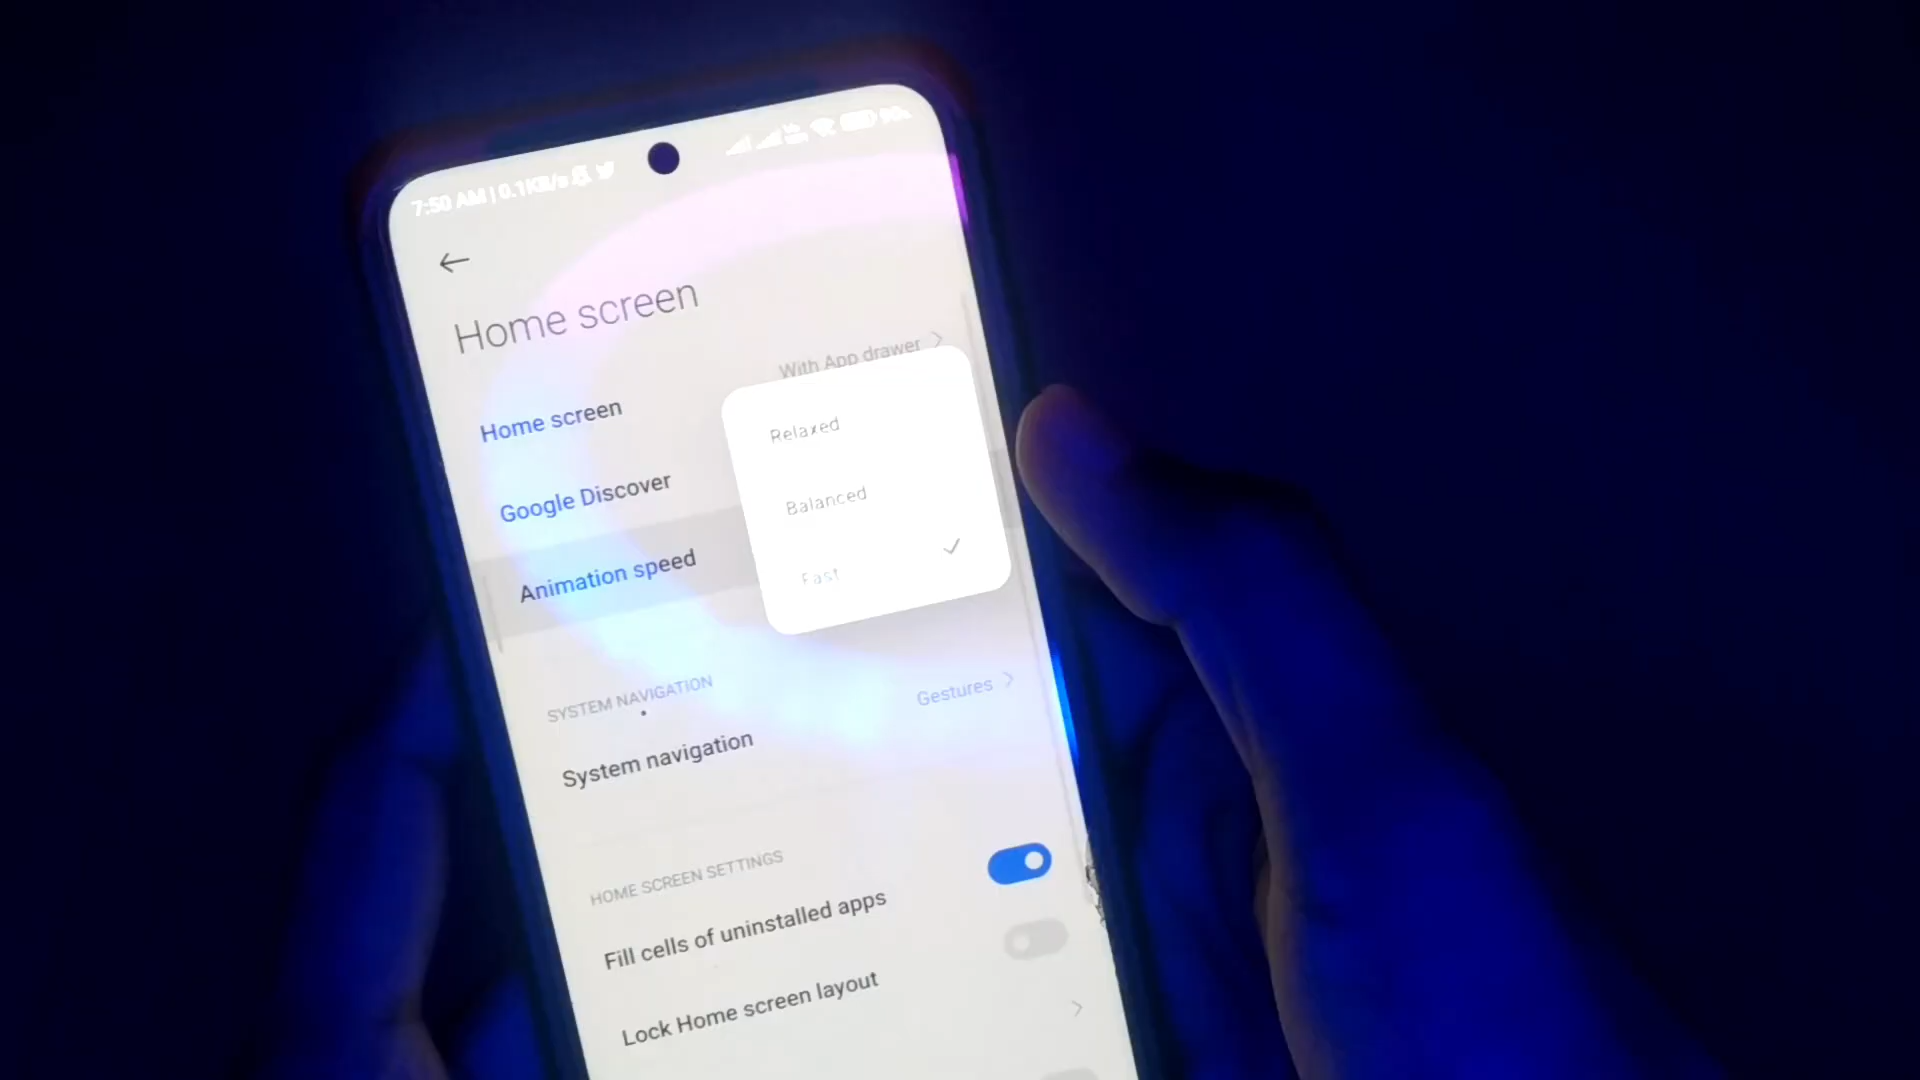 7:50 AM | 0.1KB/s
Home screen
With App drawer
Home screen
Relaxed
Google Discover
Balanced
Animation speed
Fast
SYSTEM NAVIGATION
Gestures
System navigation
HOME SCREEN SETTINGS
Fill cells of uninstalled apps
Lock Home screen layout